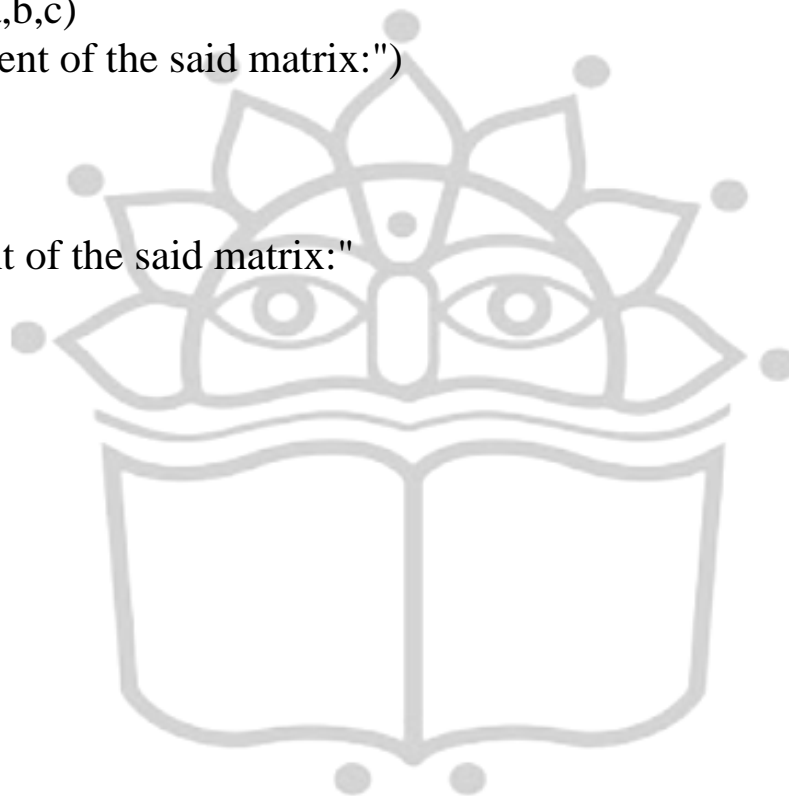 ,b,c)
ent of the said matrix:")
t of the said matrix:"